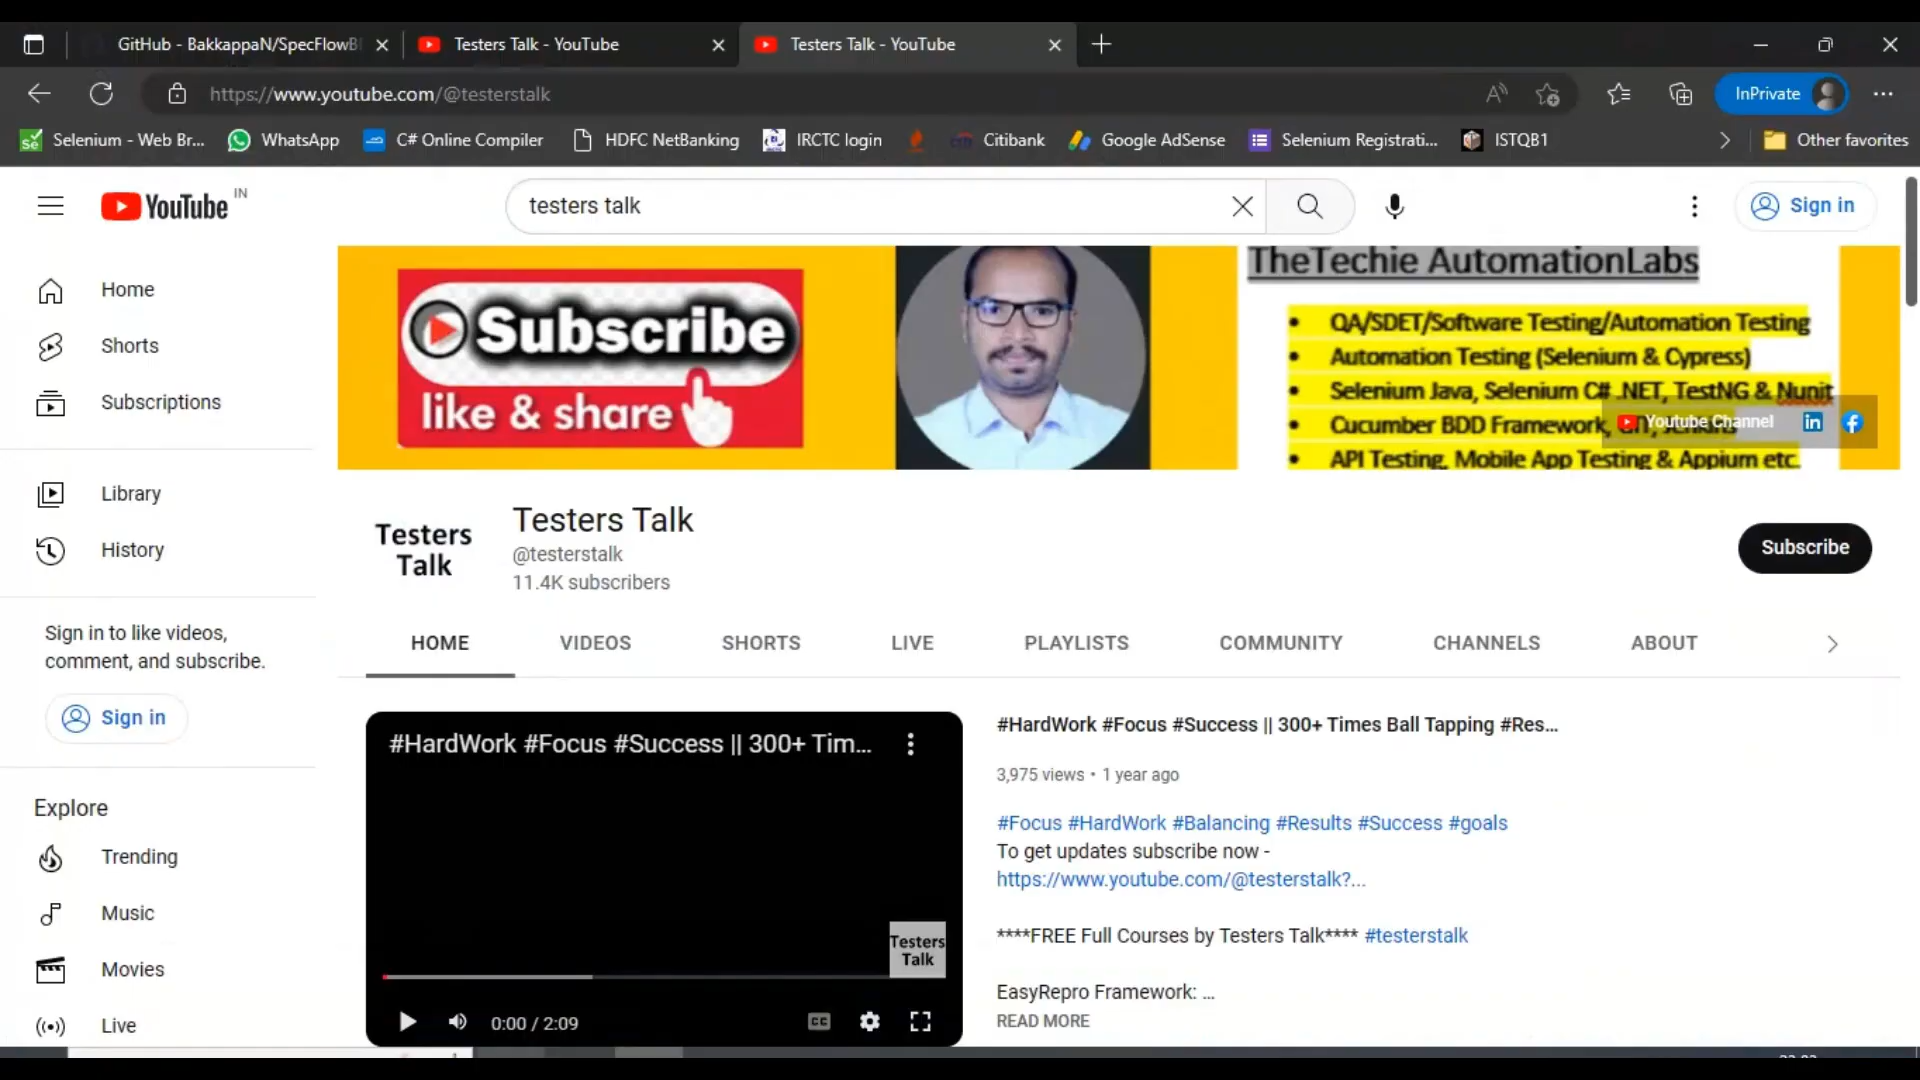 GitHub - BakkappaN/SpecFlowB
Testers Talk - YouTube
Testers Talk - YouTube
https://www.youtube.com/@testerstalk
InPrivate
Selenium - Web Br...
WhatsApp
C# Online Compiler
HDFC NetBanking
IRCTC login
Citibank
Google AdSense
Selenium Registrati...
ISTQB1
Other favorites
YouTube IN
testers talk
Sign in
Home
Shorts
Subscriptions
Library
History
Sign in to like videos,
comment, and subscribe.
Sign in
Explore
Trending
Music
Movies
Live
Subscribe
like & share
TheTechie AutomationLabs
• QA/SDET/Software Testing/Automation Testing
• Automation Testing (Selenium & Cypress)
• Selenium Java, Selenium C# .NET, TestNG & Nunit
• Cucumber BDD Framework, GIT, Jenkins
• API Testing, Mobile App Testing & Appium etc.
Youtube Channel
Testers
Talk
Testers Talk
@testerstalk
11.4K subscribers
Subscribe
HOME
VIDEOS
SHORTS
LIVE
PLAYLISTS
COMMUNITY
CHANNELS
ABOUT
#HardWork #Focus #Success || 300+ Tim...
Testers
Talk
0:00 / 2:09
CC
#HardWork #Focus #Success || 300+ Times Ball Tapping #Res...
3,975 views • 1 year ago
#Focus #HardWork #Balancing #Results #Success #goals
To get updates subscribe now -
https://www.youtube.com/@testerstalk?...
****FREE Full Courses by Testers Talk**** #testerstalk
EasyRepro Framework: ...
READ MORE